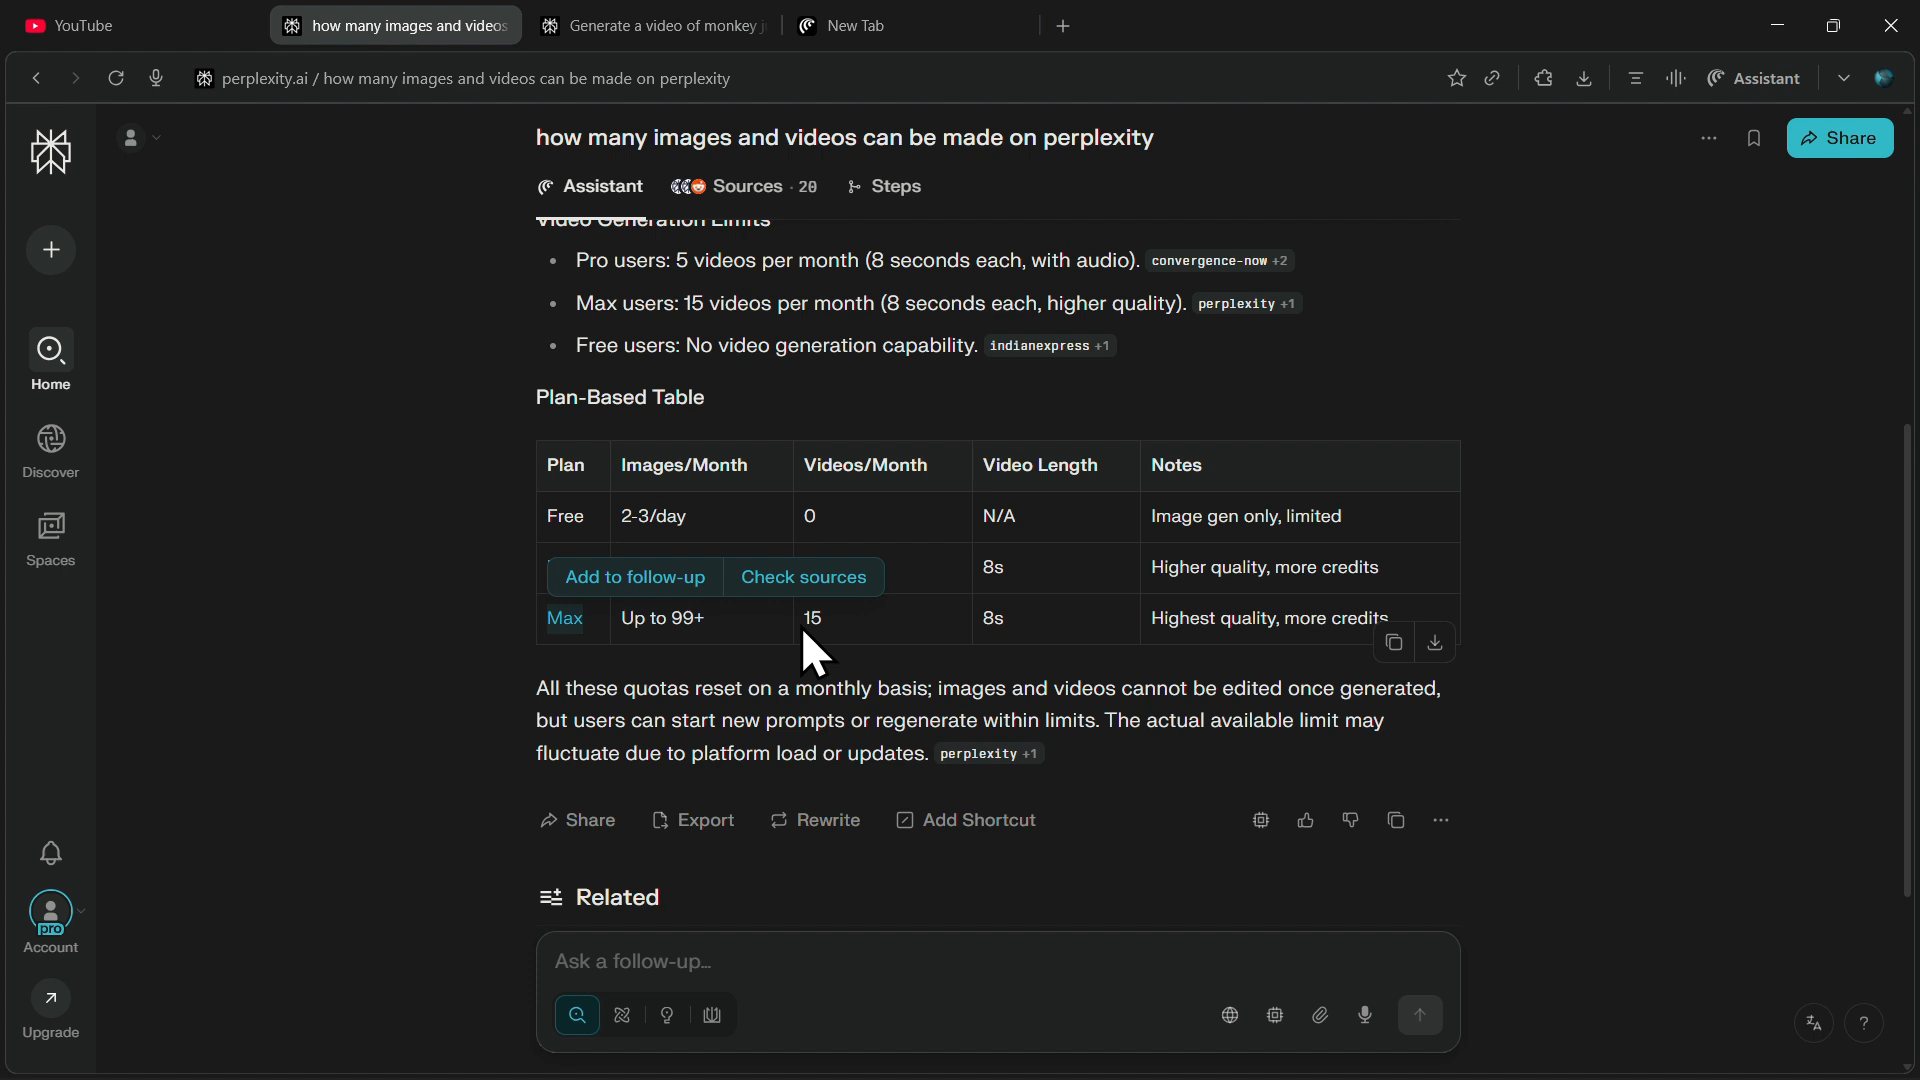 YouTube
how many images and videos
Generate a video of monkey
New Tab
perplexity.ai / how many images and videos can be made on perplexity
Assistant
how many images and videos can be made on perplexity
Share
Assistant
Sources · 20
Steps
Video Generation Limits
• Pro users: 5 videos per month (8 seconds each, with audio). convergence-now +2
• Max users: 15 videos per month (8 seconds each, higher quality). perplexity +1
• Free users: No video generation capability. indianexpress +1
Plan-Based Table
Plan Images/Month Videos/Month Video Length Notes
Free 2-3/day 0 N/A Image gen only, limited
Add to follow-up Check sources 8s Higher quality, more credits
Max Up to 99+ 15 8s Highest quality, more credits
All these quotas reset on a monthly basis; images and videos cannot be edited once generated,
but users can start new prompts or regenerate within limits. The actual available limit may
fluctuate due to platform load or updates. perplexity +1
Share Export Rewrite Add Shortcut
Related
Ask a follow-up...
Home
Discover
Spaces
pro
Account
Upgrade